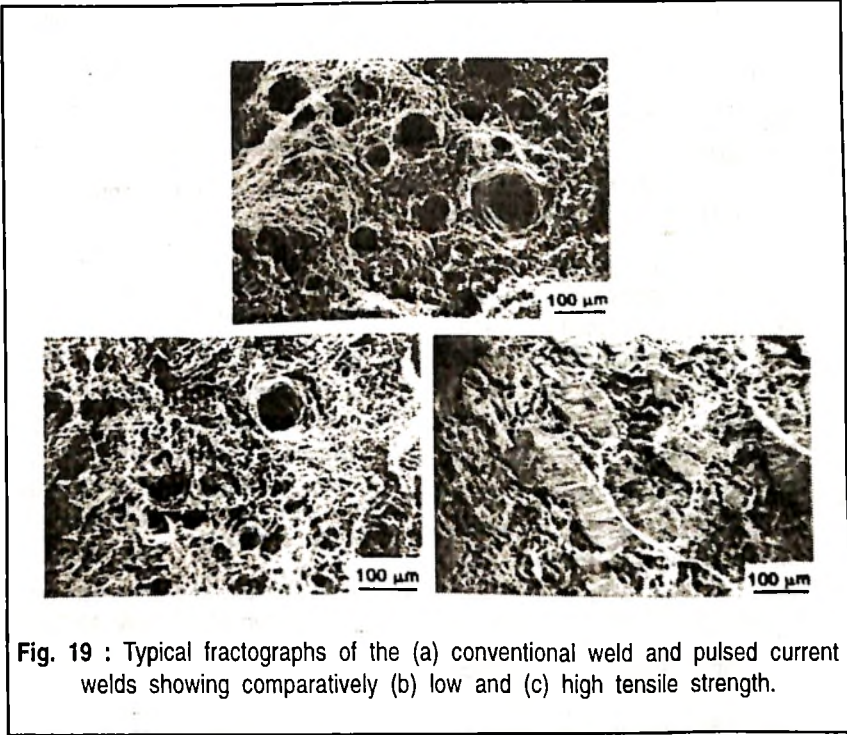 100 µm
100 µm
100 µm
Fig. 19 : Typical fractographs of the (a) conventional weld and pulsed current
welds showing comparatively (b) low and (c) high tensile strength.